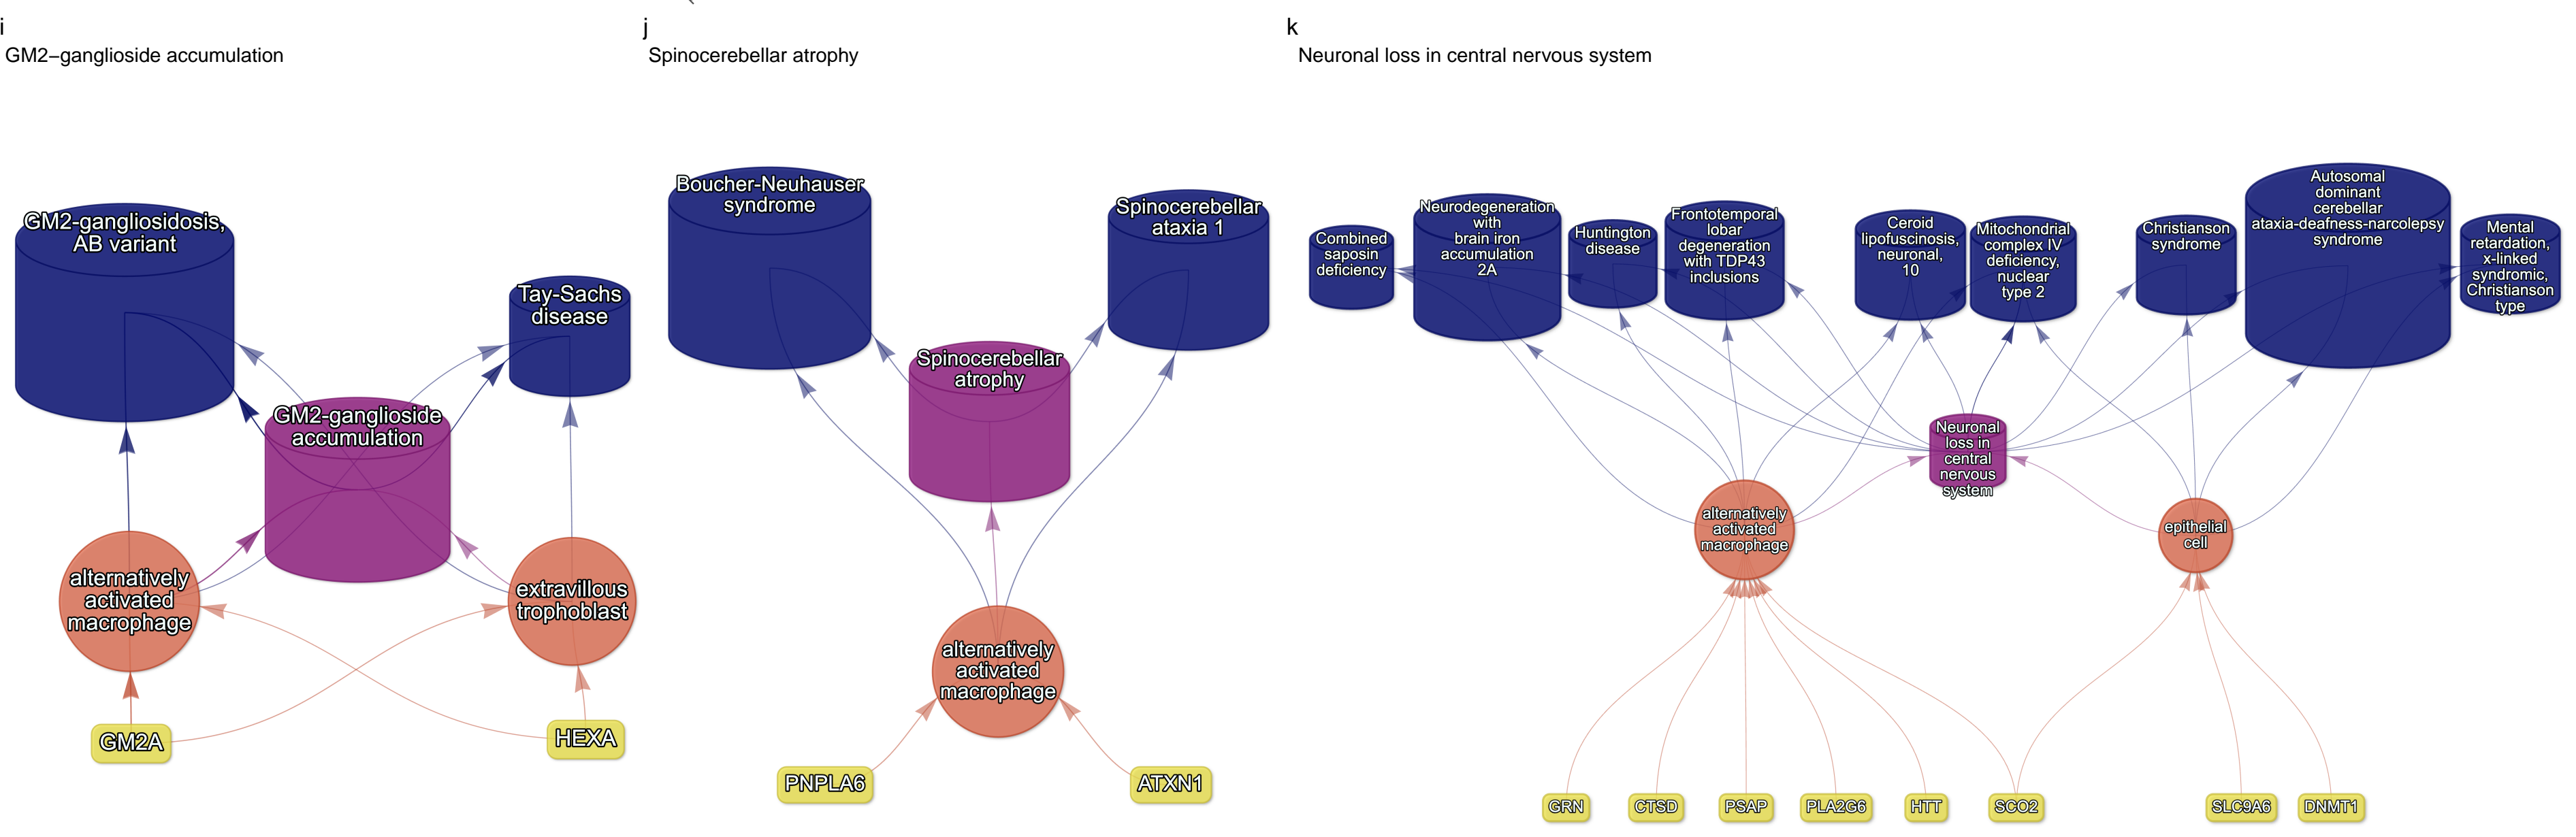 i
GM2−ganglioside accumulation
GM2-gangliosidosis,
AB variant
Tay-Sachs
disease
GM2-ganglioside
accumulation
alternatively
activated
macrophage
extravillous
trophoblast
GM2A
HEXA
j
Spinocerebellar atrophy
Boucher-Neuhauser
syndrome
Spinocerebellar
ataxia 1
Spinocerebellar
atrophy
alternatively
activated
macrophage
PNPLA6
ATXN1
k
Neuronal loss in central nervous system
Combined
saposin
deficiency
Neurodegeneration
with
brain iron
accumulation
2A
Huntington
disease
Frontotemporal
lobar
degeneration
with TDP43
inclusions
Ceroid
lipofuscinosis,
neuronal,
10
Mitochondrial
complex IV
deficiency,
nuclear
type 2
Christianson
syndrome
Autosomal
dominant
cerebellar
ataxia-deafness-narcolepsy
syndrome
Mental
retardation,
x-linked
syndromic,
Christianson
type
Neuronal
loss in
central
nervous
system
alternatively
activated
macrophage
epithelial
cell
GRN
CTSD
PSAP
PLA2G6
HTT
SCO2
SLC9A6
DNMT1